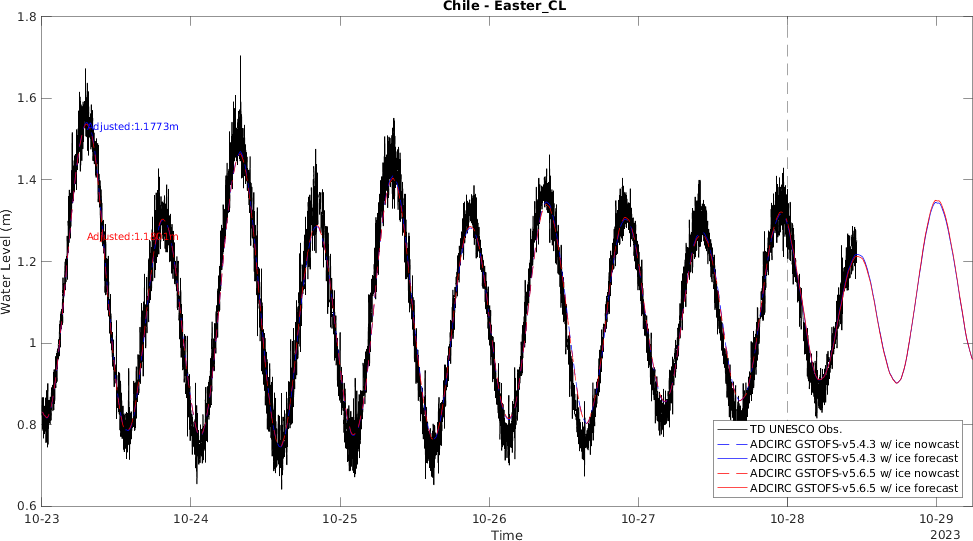 Chile - Easter_CL
1.8
1.6
1.4
1.2
1
0.8
0.6
Water Level (m)
Adjusted:1.1773m
TD UNESCO Obs.
ADCIRC GSTOFS-v5.4.3 w/ ice nowcast
ADCIRC GSTOFS-v5.4.3 w/ ice forecast
ADCIRC GSTOFS-v5.6.5 w/ ice nowcast
ADCIRC GSTOFS-v5.6.5 w/ ice forecast
10-23
10-24
10-25
10-26
10-27
10-28
10-29
Time
2023